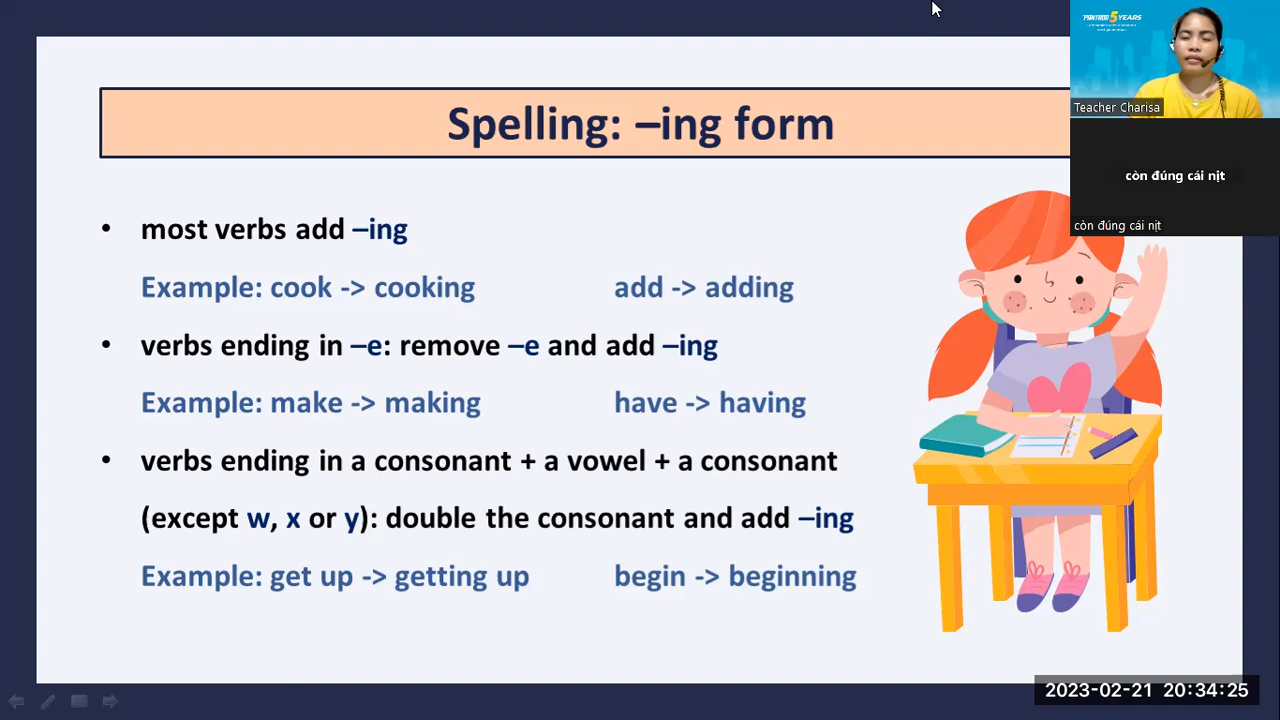 Spelling: –ing form
• most verbs add –ing
Example: cook -> cooking add -> adding
• verbs ending in –e: remove –e and add –ing
Example: make -> making have -> having
• verbs ending in a consonant + a vowel + a consonant
(except w, x or y): double the consonant and add –ing
Example: get up -> getting up begin -> beginning
5 YEARS
Teacher Charisa
còn đúng cái nịt
còn đúng cái nịt
2023-02-21 20:34:25